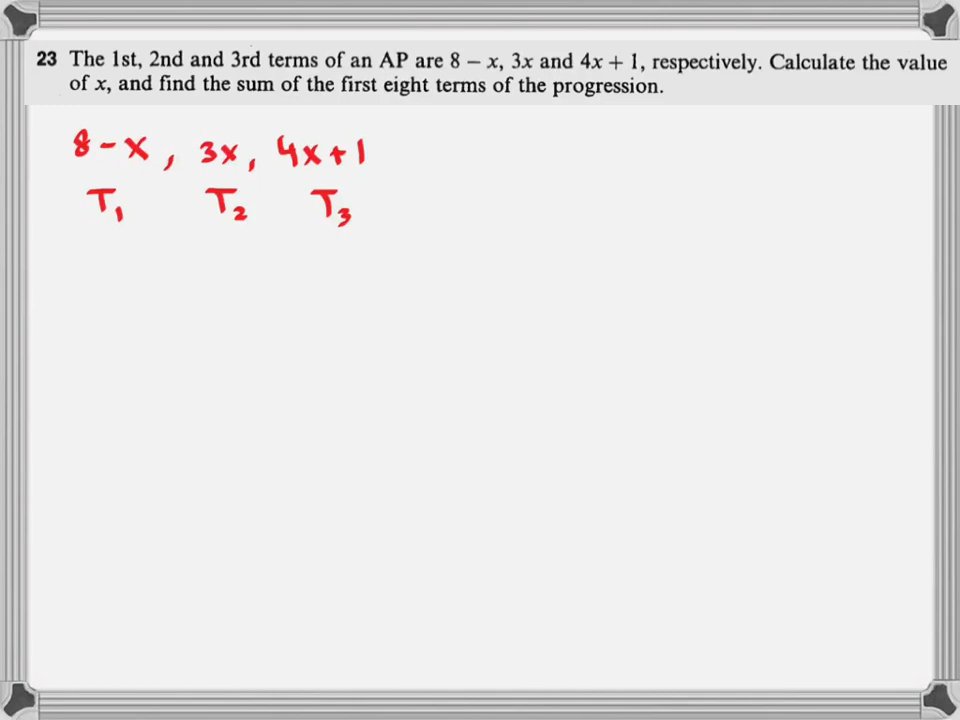 23 The 1st, 2nd and 3rd terms of an AP are 8 − x, 3x and 4x + 1, respectively. Calculate the value
of x, and find the sum of the first eight terms of the progression.
8 - x , 3x , 4x + 1
T₁ T₂ T₃